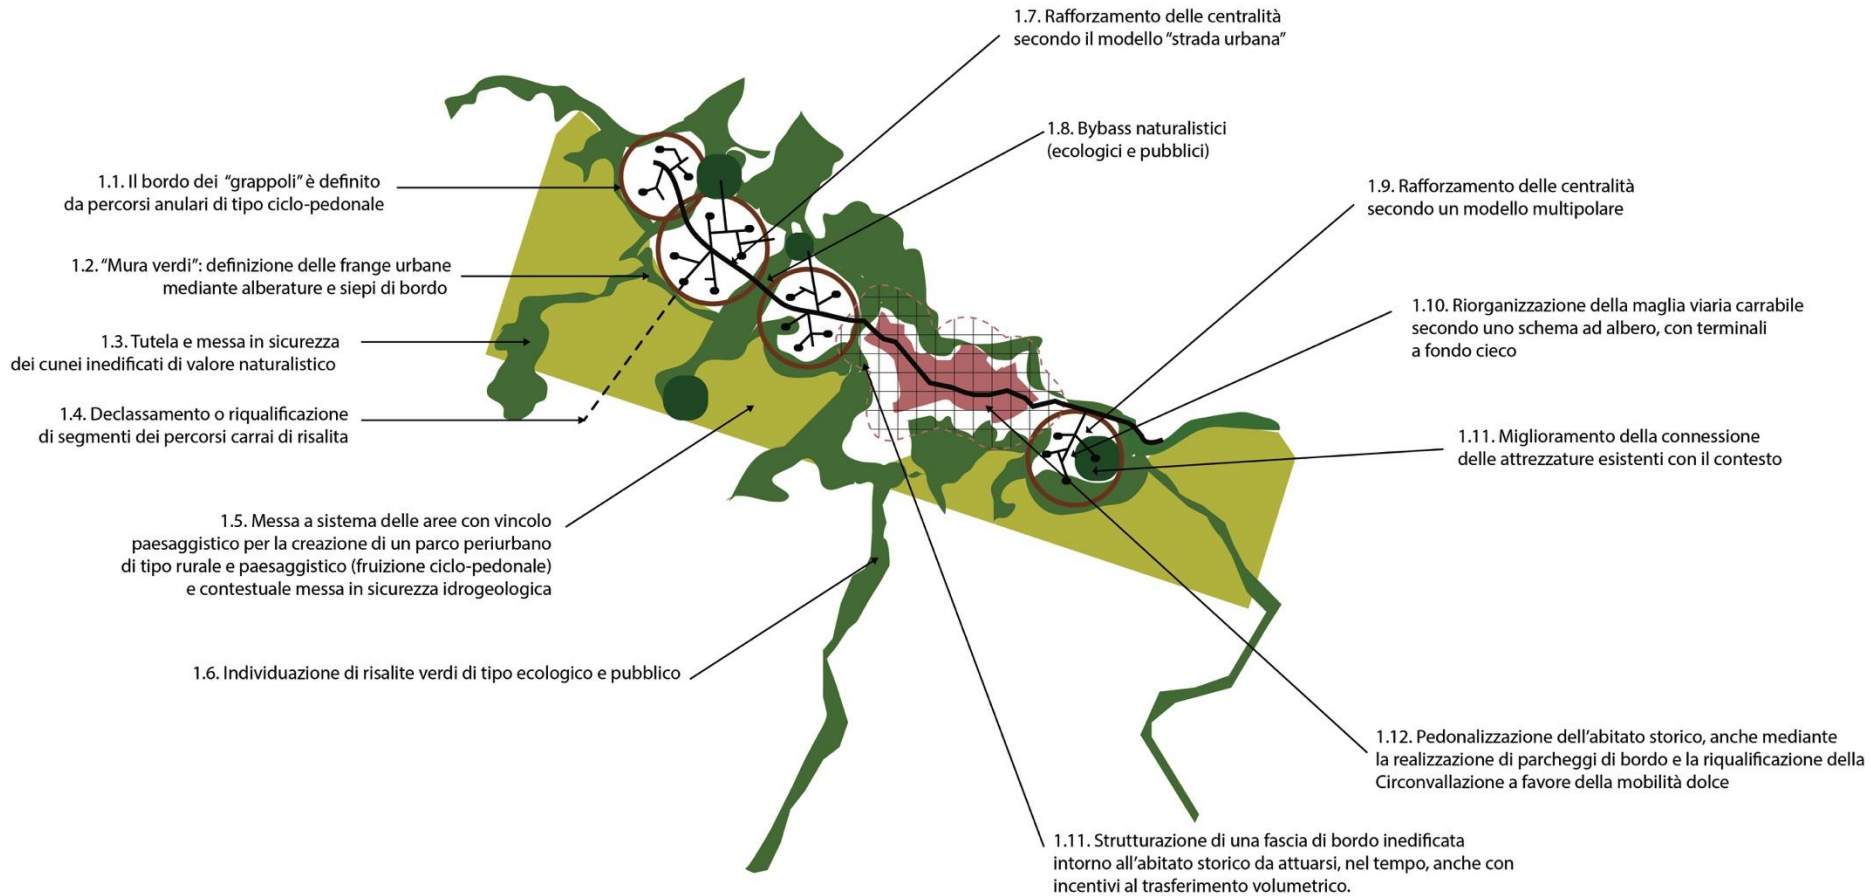 1.7. Rafforzamento delle centralità
secondo il modello "strada urbana"
1.8. Bybass naturalistici
(ecologici e pubblici)
1.1. Il bordo dei "grappoli" è definito
da percorsi anulari di tipo ciclo-pedonale
1.9. Rafforzamento delle centralità
secondo un modello multipolare
1.2. "Mura verdi": definizione delle frange urbane
mediante alberature e siepi di bordo
1.10. Riorganizzazione della maglia viaria carrabile
secondo uno schema ad albero, con terminali
a fondo cieco
1.3. Tutela e messa in sicurezza
dei cunei inedificati di valore naturalistico
1.4. Declassamento o riqualificazione
di segmenti dei percorsi carrai di risalita
1.11. Miglioramento della connessione
delle attrezzature esistenti con il contesto
1.5. Messa a sistema delle aree con vincolo
paesaggistico per la creazione di un parco periurbano
di tipo rurale e paesaggistico (fruizione ciclo-pedonale)
e contestuale messa in sicurezza idrogeologica
1.6. Individuazione di risalite verdi di tipo ecologico e pubblico
1.12. Pedonalizzazione dell'abitato storico, anche mediante
la realizzazione di parcheggi di bordo e la riqualificazione della
Circonvallazione a favore della mobilità dolce
1.11. Strutturazione di una fascia di bordo inedificata
intorno all'abitato storico da attuarsi, nel tempo, anche con
incentivi al trasferimento volumetrico.